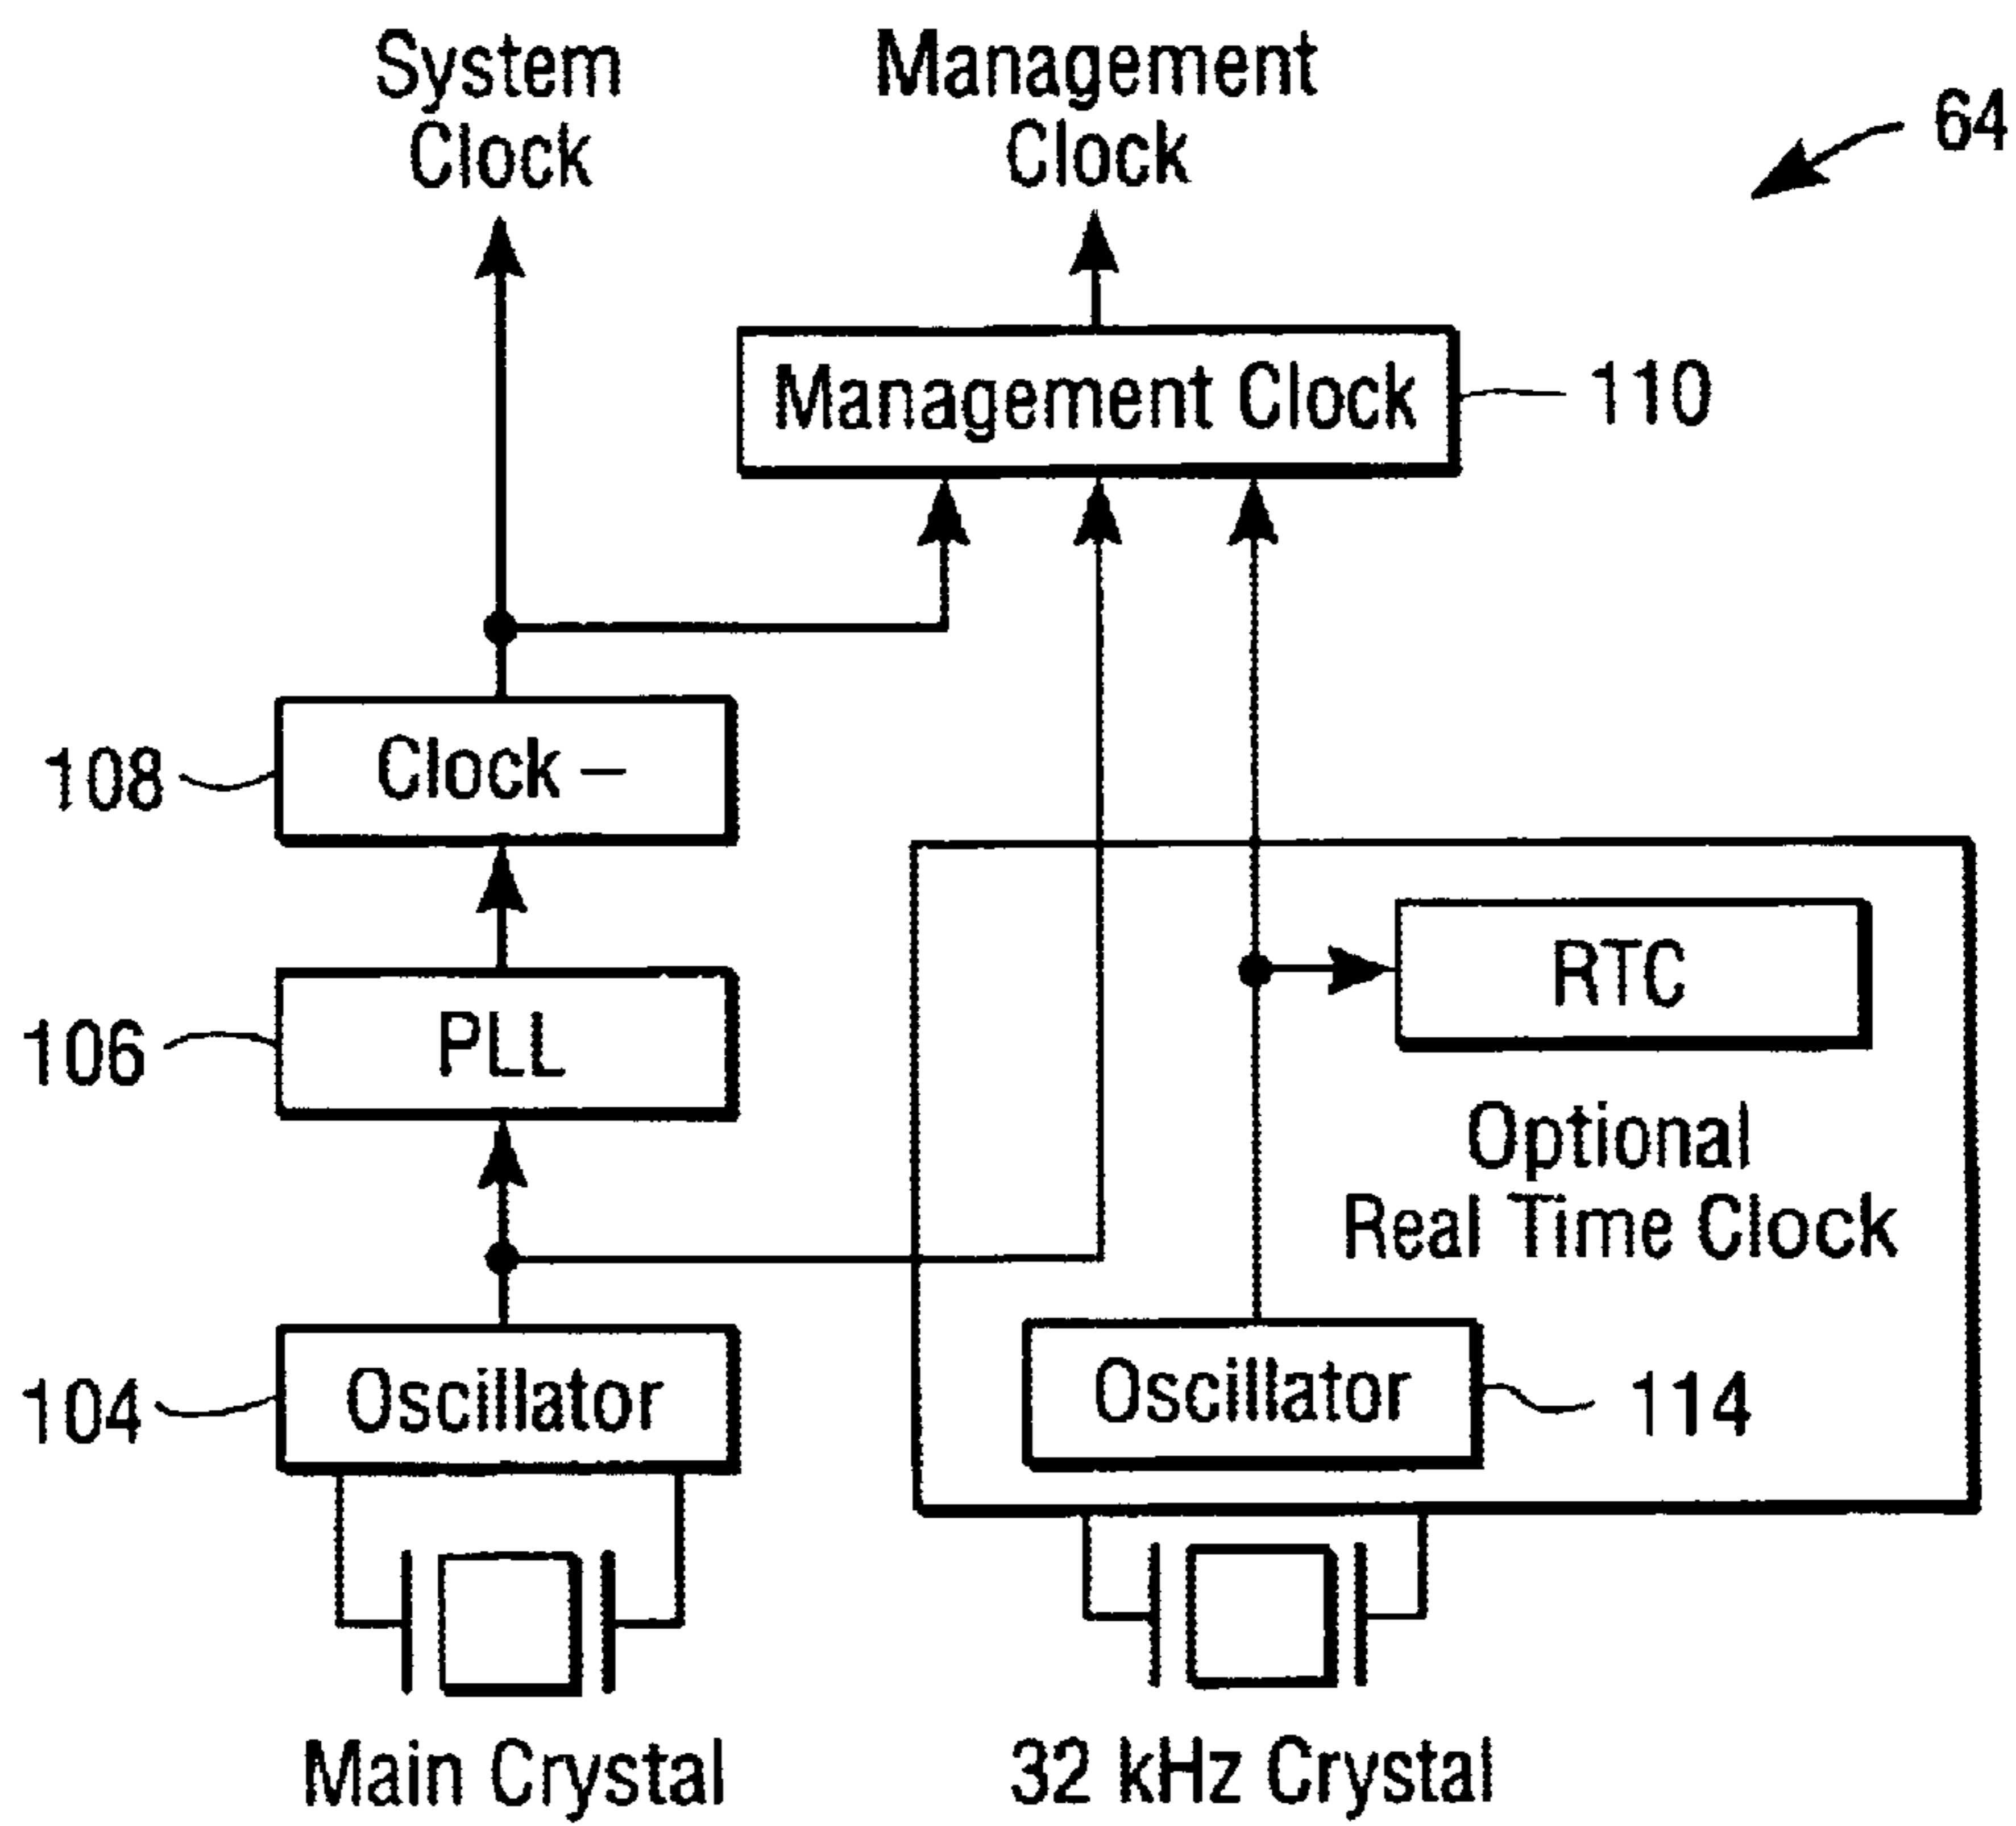 System
Clock
Management
Clock
64
Management Clock
110
108
Clock –
RTC
106
PLL
Optional
Real Time Clock
104
Oscillator
Oscillator
114
Main Crystal
32 kHz Crystal